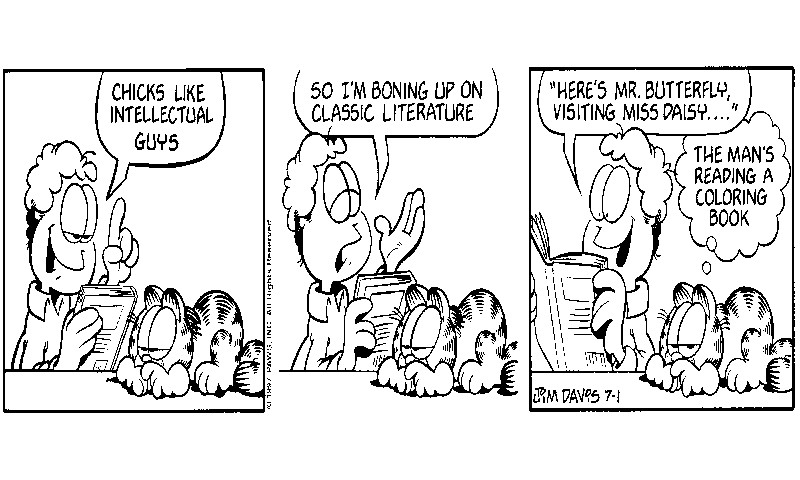 CHICKS LIKE
INTELLECTUAL
GUYS
SO I'M BONING UP ON
CLASSIC LITERATURE
"HERE'S MR. BUTTERFLY,
VISITING MISS DAISY...."
THE MAN'S
READING A
COLORING
BOOK
JIM DAVIS 7-1